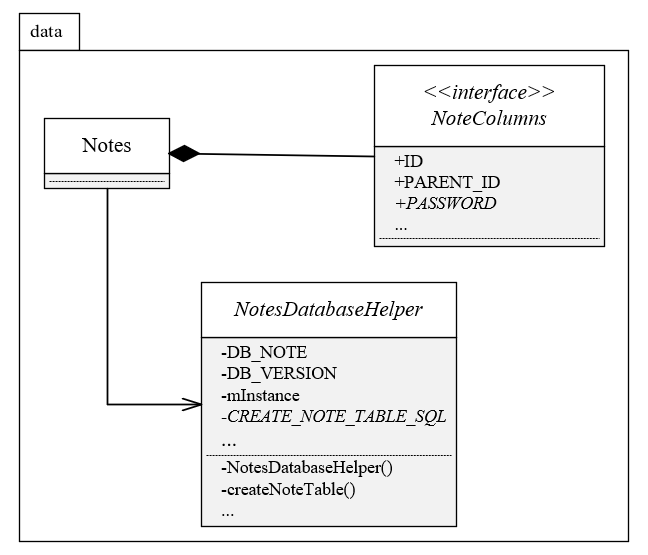 data
Notes
<<interface>>
NoteColumns
+ID
+PARENT_ID
+PASSWORD
...
NotesDatabaseHelper
-DB_NOTE
-DB_VERSION
-mInstance
-CREATE_NOTE_TABLE_SQL
...
-NotesDatabaseHelper()
-createNoteTable()
...